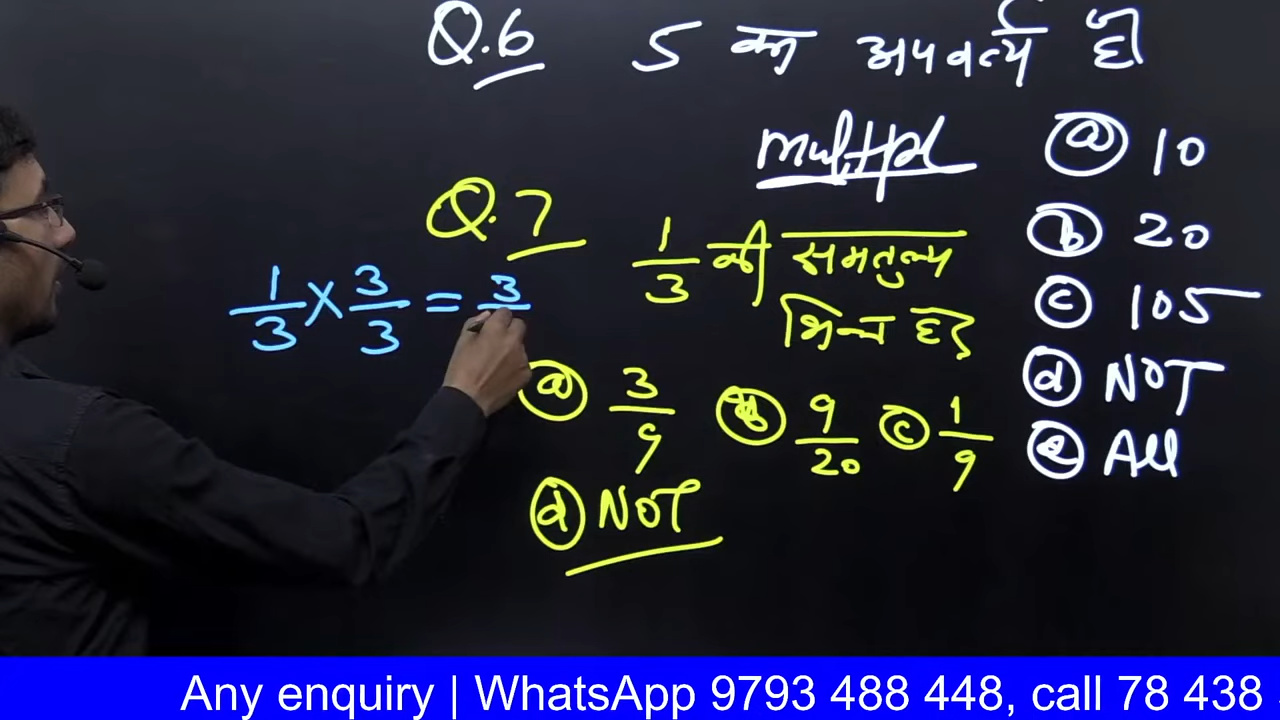 Q.6 5 का अपवर्त्य है
multpl
(a) 10
(b) 20
(c) 105
(d) NOT
(e) All
Q.7 1/3 की समतुल्य
भिन्न है
1/3 × 3/3 = 3
(a) 3/9 (b) 9/20 (c) 1/9
(d) NOT
Any enquiry | WhatsApp 9793 488 448, call 78 438